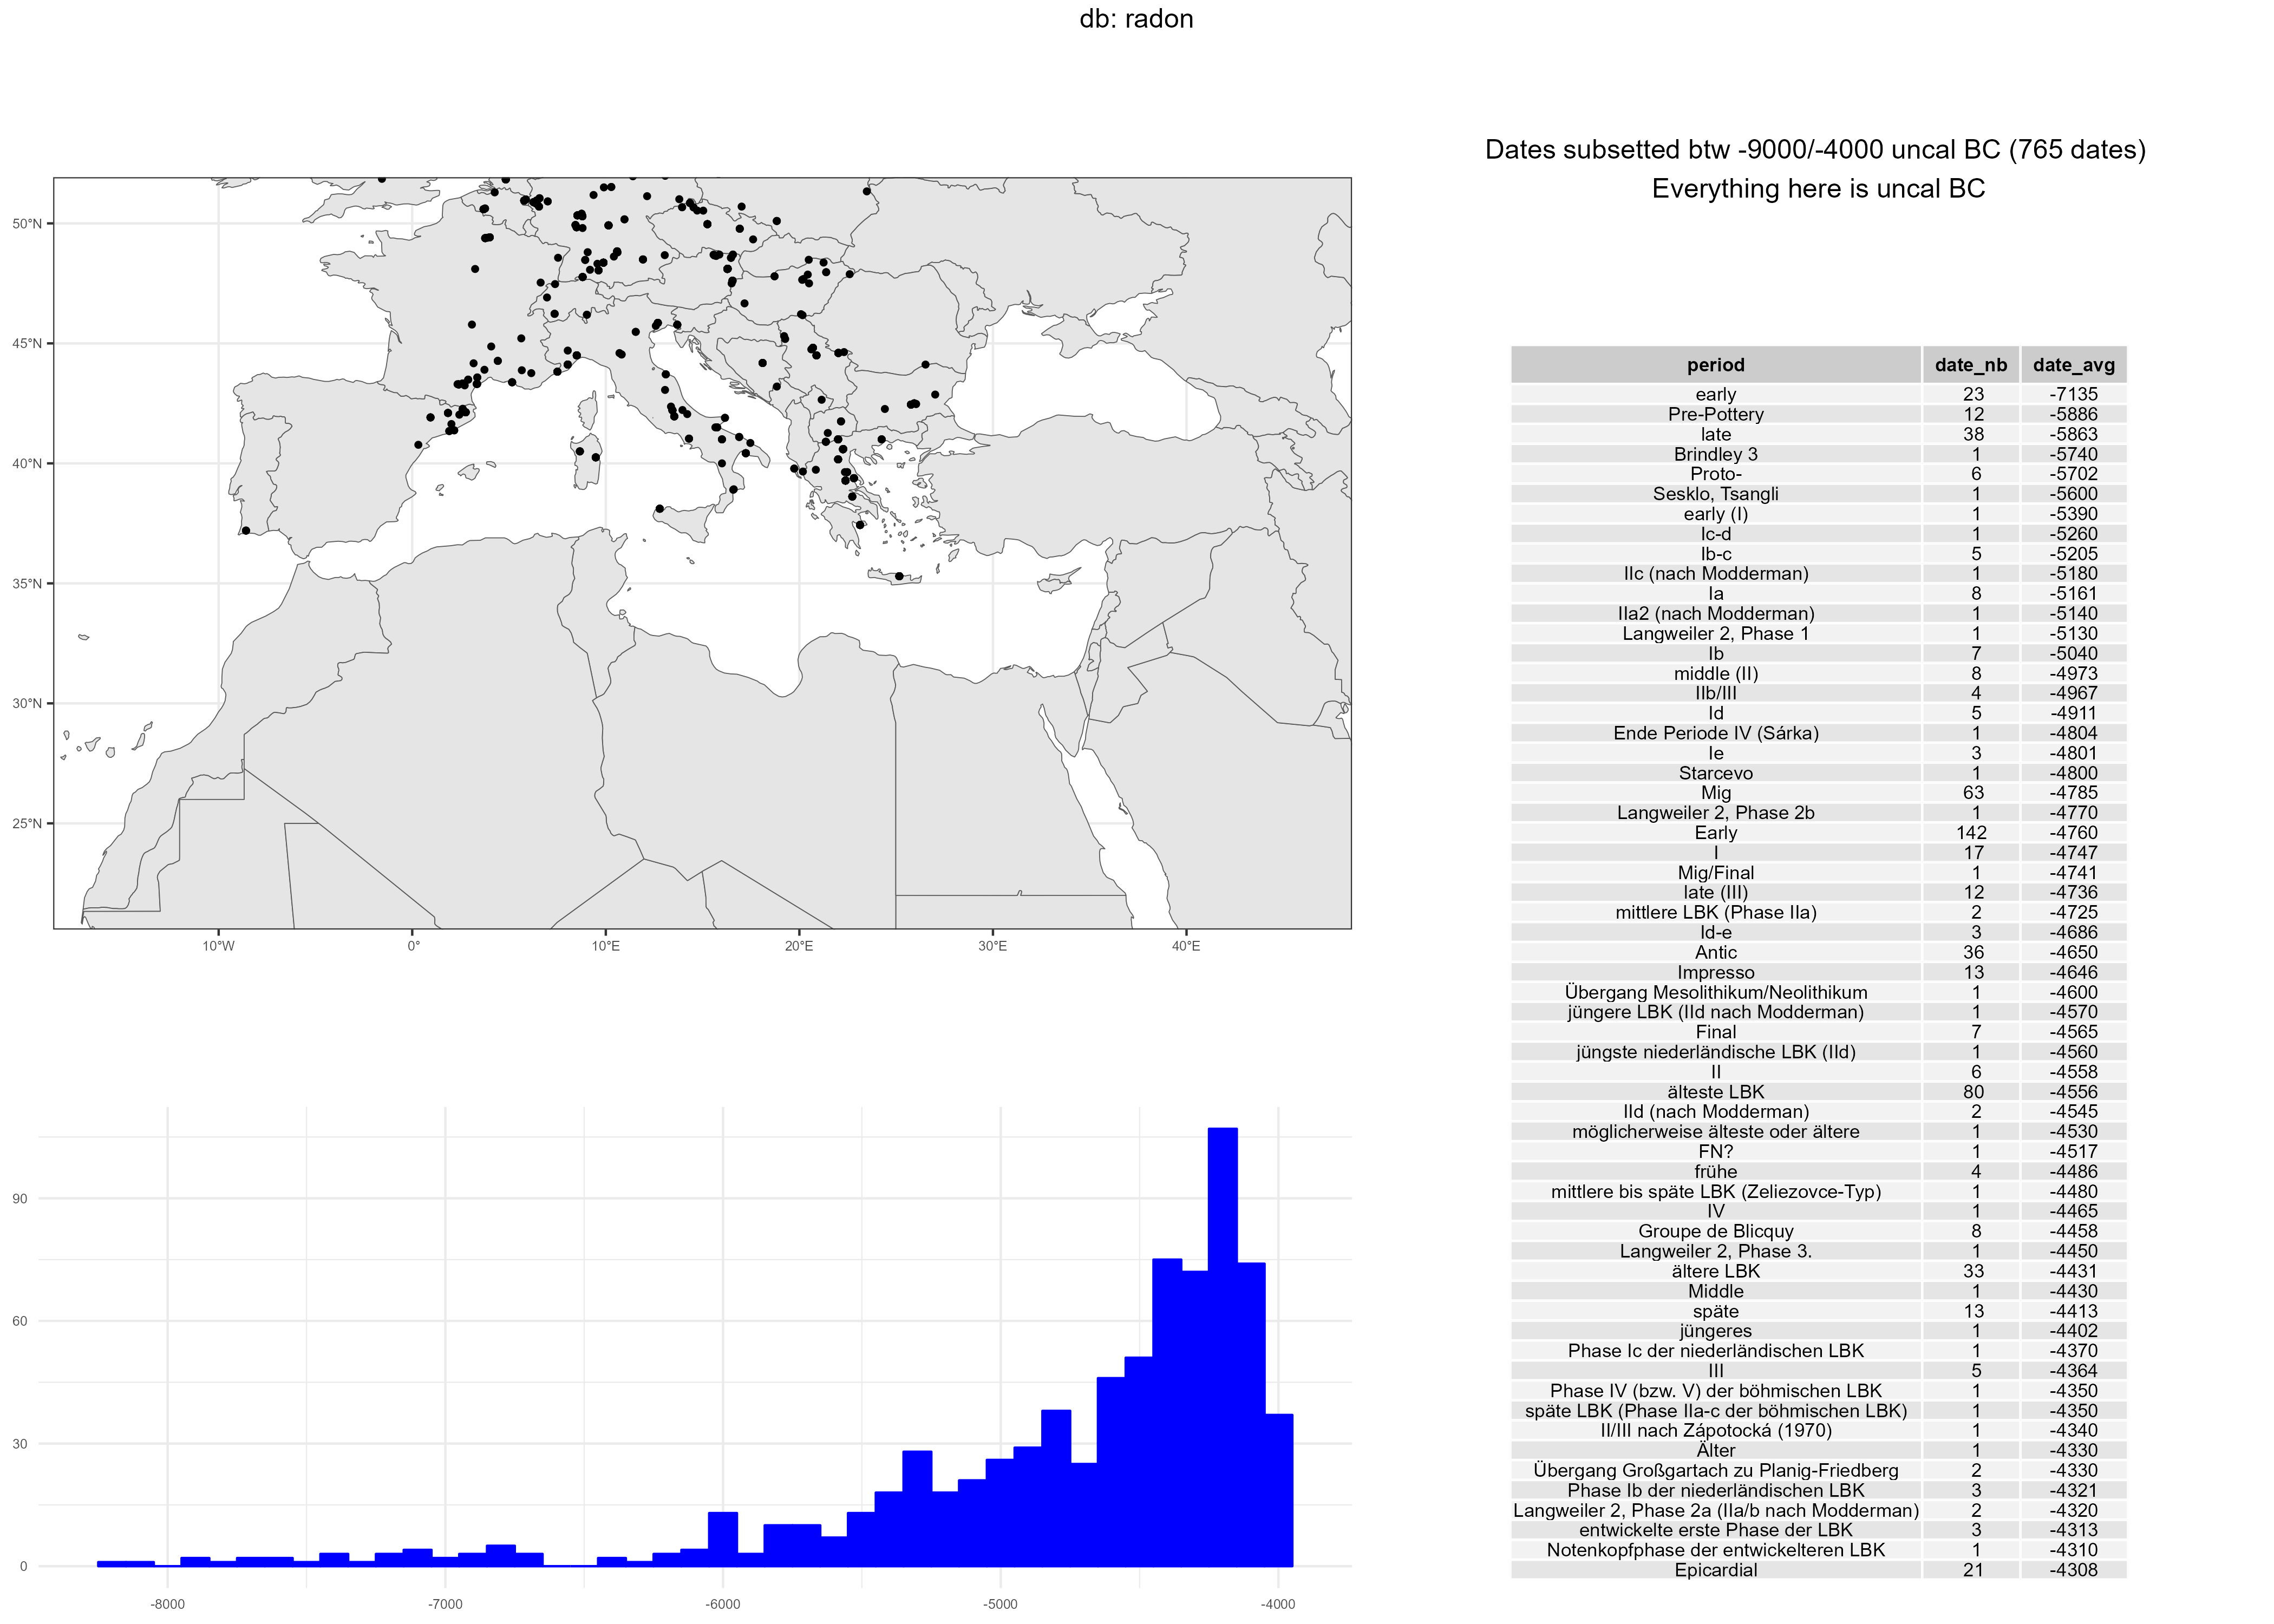 db: radon
Dates subsetted btw -9000/-4000 uncal BC (765 dates)
Everything here is uncal BC
50°N
45°N
40°N
35°N
30°N
25°N
10°W 0° 10°E 20°E 30°E 40°E
90
60
30
0
-8000 -7000 -6000 -5000 -4000
period date_nb date_avg
early 23 -7135
Pre-Pottery 12 -5886
late 38 -5863
Brindley 3 1 -5740
Proto- 6 -5702
Sesklo, Tsangli 1 -5600
early (I) 1 -5390
Ic-d 1 -5260
Ib-c 5 -5205
IIc (nach Modderman) 1 -5180
Ia 8 -5161
IIa2 (nach Modderman) 1 -5140
Langweiler 2, Phase 1 1 -5130
Ib 7 -5040
middle (II) 8 -4973
IIb/III 4 -4967
Id 5 -4911
Ende Periode IV (Sárka) 1 -4804
Ie 3 -4801
Starcevo 1 -4800
Mig 63 -4785
Langweiler 2, Phase 2b 1 -4770
Early 142 -4760
I 17 -4747
Mig/Final 1 -4741
late (III) 12 -4736
mittlere LBK (Phase IIa) 2 -4725
Id-e 3 -4686
Antic 36 -4650
Impresso 13 -4646
Übergang Mesolithikum/Neolithikum 1 -4600
jüngere LBK (IId nach Modderman) 1 -4570
Final 7 -4565
jüngste niederländische LBK (IId) 1 -4560
II 6 -4558
älteste LBK 80 -4556
IId (nach Modderman) 2 -4545
möglicherweise älteste oder ältere 1 -4530
FN? 1 -4517
frühe 4 -4486
mittlere bis späte LBK (Zeliezovce-Typ) 1 -4480
IV 1 -4465
Groupe de Blicquy 8 -4458
Langweiler 2, Phase 3. 1 -4450
ältere LBK 33 -4431
Middle 1 -4430
späte 13 -4413
jüngeres 1 -4402
Phase Ic der niederländischen LBK 1 -4370
III 5 -4364
Phase IV (bzw. V) der böhmischen LBK 1 -4350
späte LBK (Phase IIa-c der böhmischen LBK) 1 -4350
II/III nach Zápotocká (1970) 1 -4340
Älter 1 -4330
Übergang Großgartach zu Planig-Friedberg 2 -4330
Phase Ib der niederländischen LBK 3 -4321
Langweiler 2, Phase 2a (IIa/b nach Modderman) 2 -4320
entwickelte erste Phase der LBK 3 -4313
Notenkopfphase der entwickelteren LBK 1 -4310
Epicardial 21 -4308